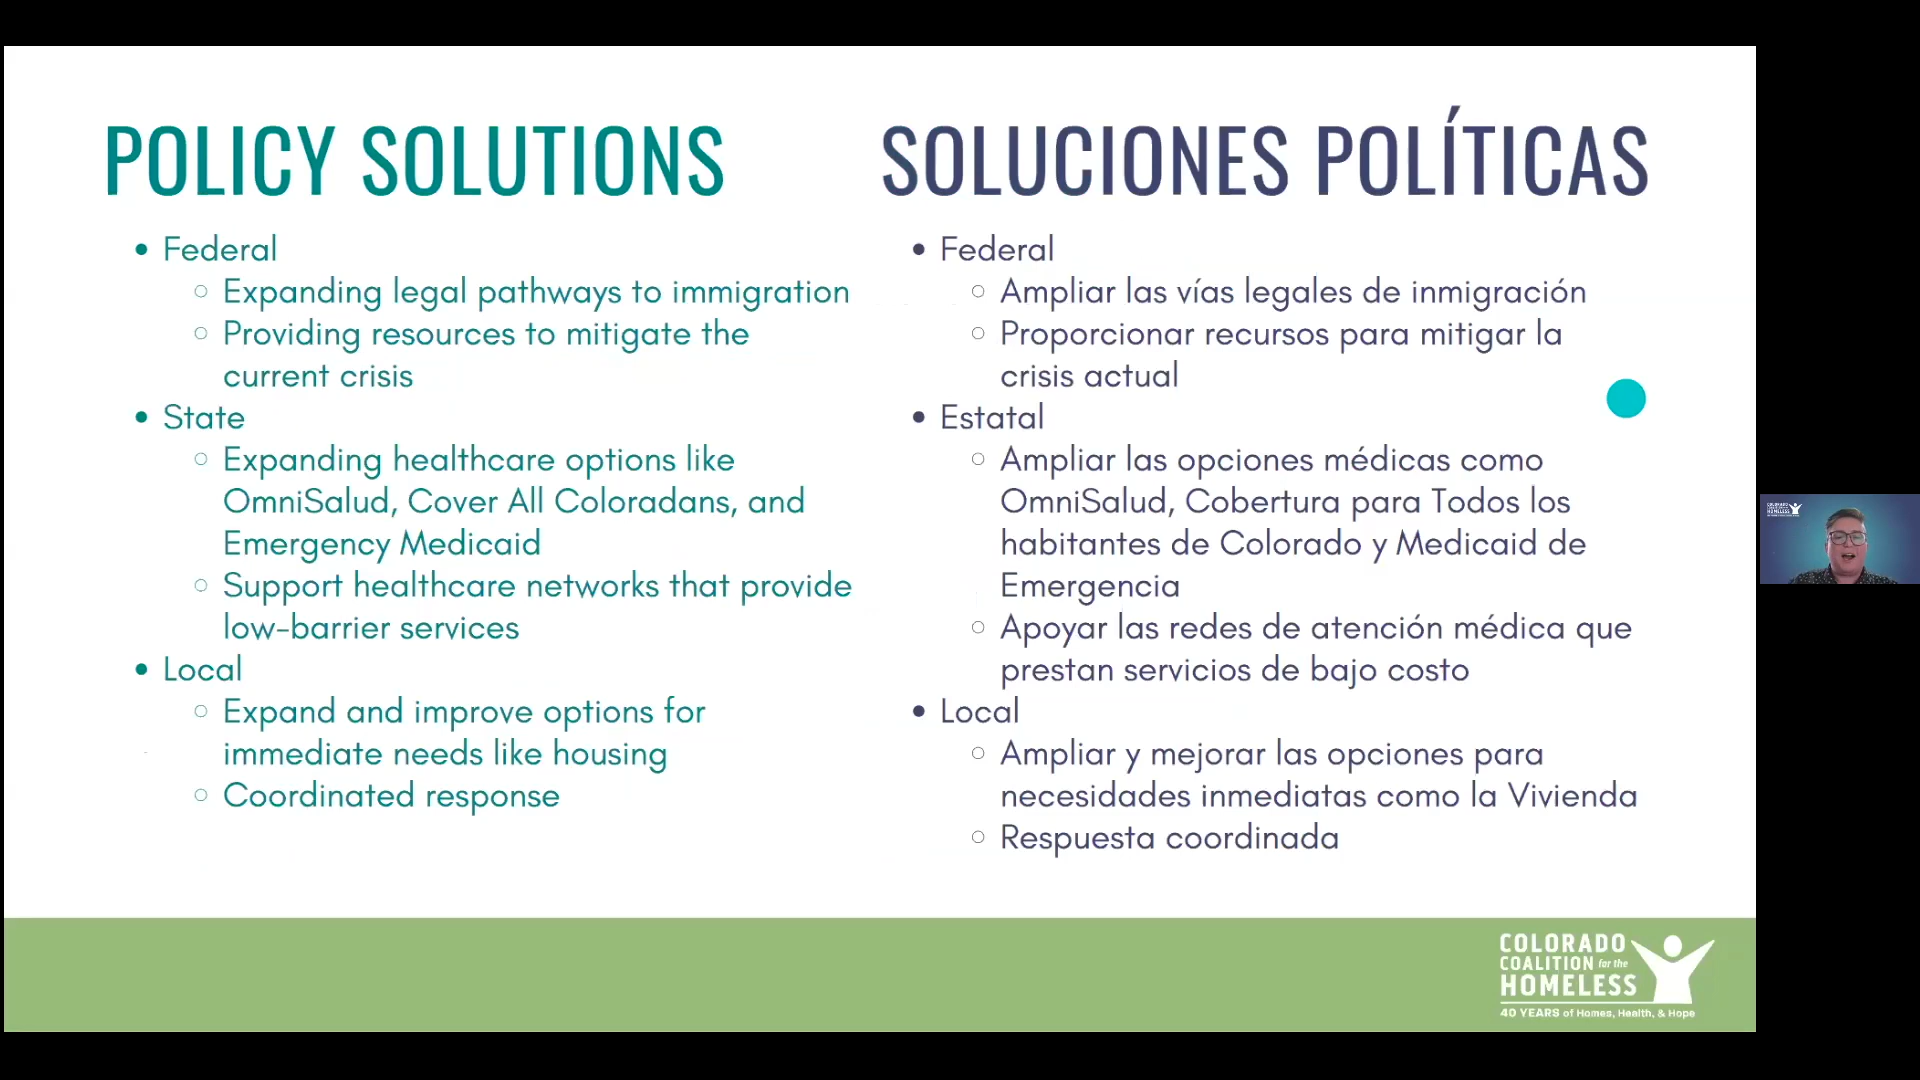 POLICY SOLUTIONS
Federal
Expanding legal pathways to immigration
Providing resources to mitigate the
current crisis
State
Expanding healthcare options like
OmniSalud, Cover All Coloradans, and
Emergency Medicaid
Support healthcare networks that provide
low-barrier services
Local
Expand and improve options for
immediate needs like housing
Coordinated response
SOLUCIONES POLÍTICAS
Federal
Ampliar las vías legales de inmigración
Proporcionar recursos para mitigar la
crisis actual
Estatal
Ampliar las opciones médicas como
OmniSalud, Cobertura para Todos los
habitantes de Colorado y Medicaid de
Emergencia
Apoyar las redes de atención médica que
prestan servicios de bajo costo
Local
Ampliar y mejorar las opciones para
necesidades inmediatas como la Vivienda
Respuesta coordinada
COLORADO
COALITION for the
HOMELESS
40 YEARS of Homes, Health, & Hope